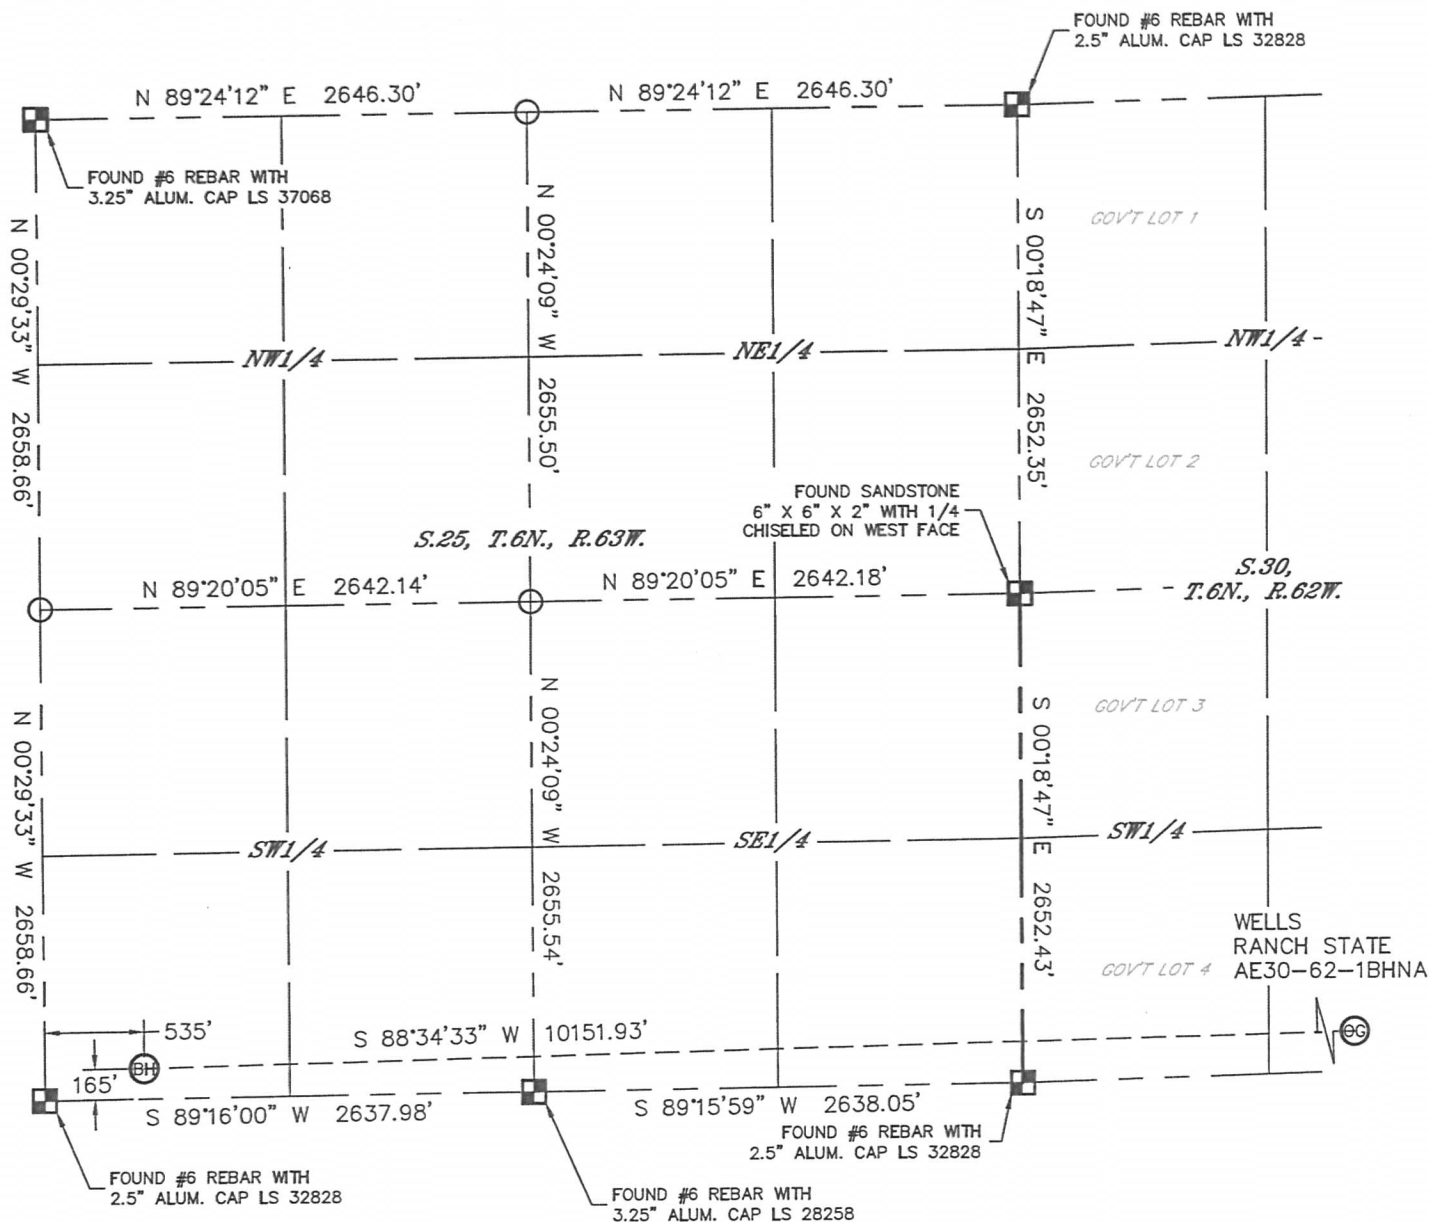 FOUND #6 REBAR WITH
2.5" ALUM. CAP LS 32828
N 89°24'12" E 2646.30'
N 89°24'12" E 2646.30'
FOUND #6 REBAR WITH
3.25" ALUM. CAP LS 37068
N 00°29'33" W 2658.66'
N 00°24'09" W 2655.50'
S 00°18'47" E 2652.35'
GOV'T LOT 1
NW1/4
NE1/4
NW1/4
GOV'T LOT 2
FOUND SANDSTONE
6" X 6" X 2" WITH 1/4
CHISELED ON WEST FACE
S.25, T.6N., R.63W.
S.30,
T.6N., R.62W.
N 89°20'05" E 2642.14'
N 89°20'05" E 2642.18'
N 00°29'33" W 2658.66'
N 00°24'09" W 2655.54'
S 00°18'47" E 2652.43'
GOV'T LOT 3
SW1/4
SE1/4
SW1/4
GOV'T LOT 4
WELLS
RANCH STATE
AE30-62-1BHNA
OG
535'
S 88°34'33" W 10151.93'
BH
165'
S 89°16'00" W 2637.98'
S 89°15'59" W 2638.05'
FOUND #6 REBAR WITH
2.5" ALUM. CAP LS 32828
FOUND #6 REBAR WITH
2.5" ALUM. CAP LS 32828
FOUND #6 REBAR WITH
3.25" ALUM. CAP LS 28258